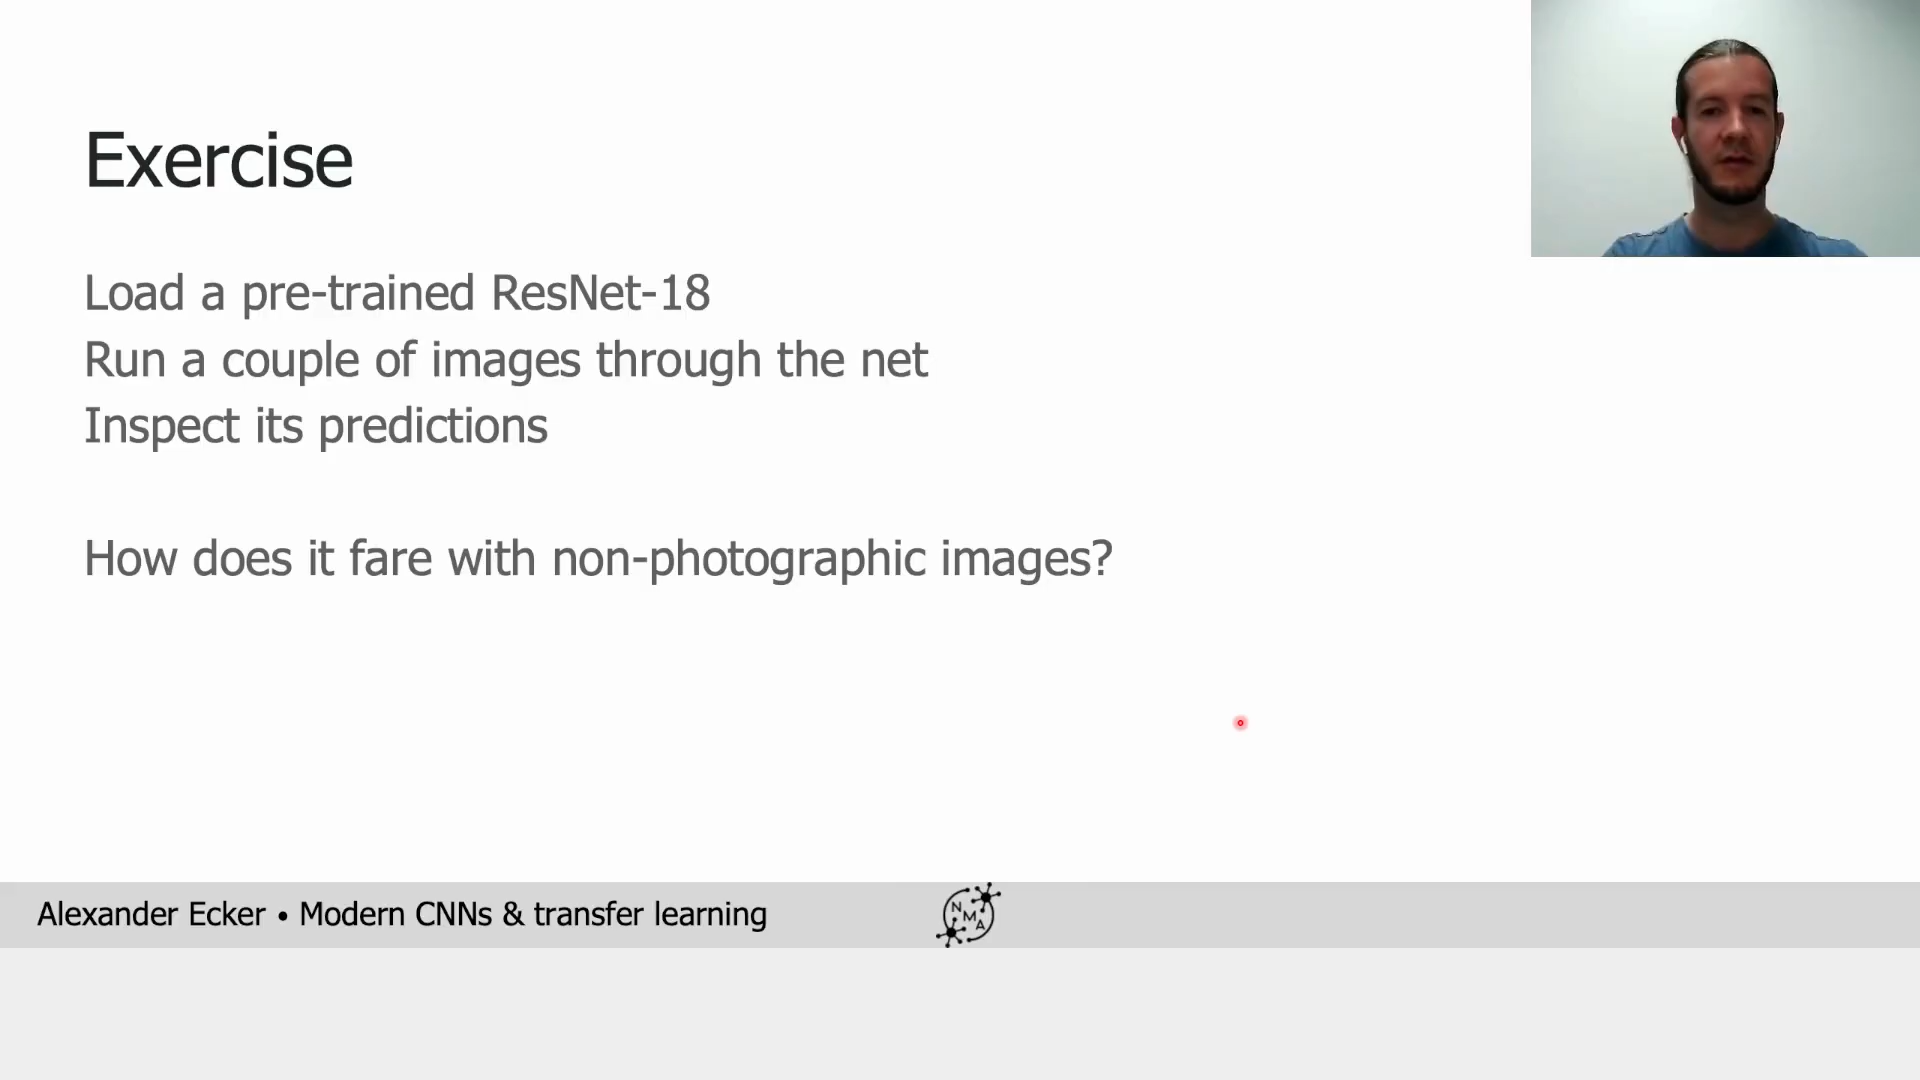 Exercise
Load a pre-trained ResNet-18
Run a couple of images through the net
Inspect its predictions
How does it fare with non-photographic images?
Alexander Ecker • Modern CNNs & transfer learning
NMA